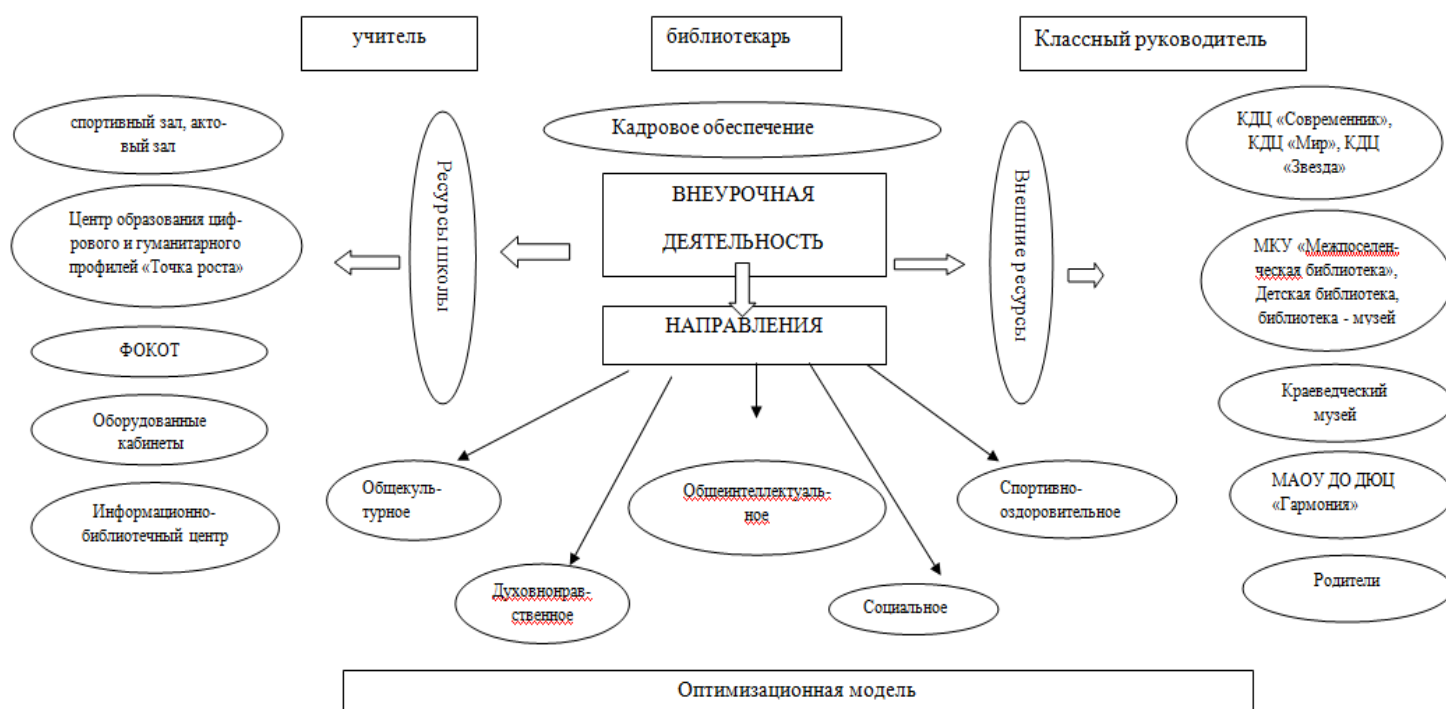 учитель
библиотекарь
Классный руководитель
спортивный зал, акто-
вый зал
Кадровое обеспечение
КДЦ «Современник»,
КДЦ «Мир», КДЦ
«Звезда»
Ресурсы школы
ВНЕУРОЧНАЯ
ДЕЯТЕЛЬНОСТЬ
Внешние ресурсы
Центр образования циф-
рового и гуманитарного
профилей «Точка роста»
МКУ «Межпоселен-
ческая библиотека»,
Детская библиотека,
библиотека - музей
НАПРАВЛЕНИЯ
ФОКОТ
Краеведческий
музей
Оборудованные
кабинеты
Общекуль-
турное
Общеинтеллектуаль-
ное
Спортивно-
оздоровительное
МАОУ ДО ДЮЦ
«Гармония»
Информационно-
библиотечный центр
Духовнонрав-
ственное
Социальное
Родители
Оптимизационная модель